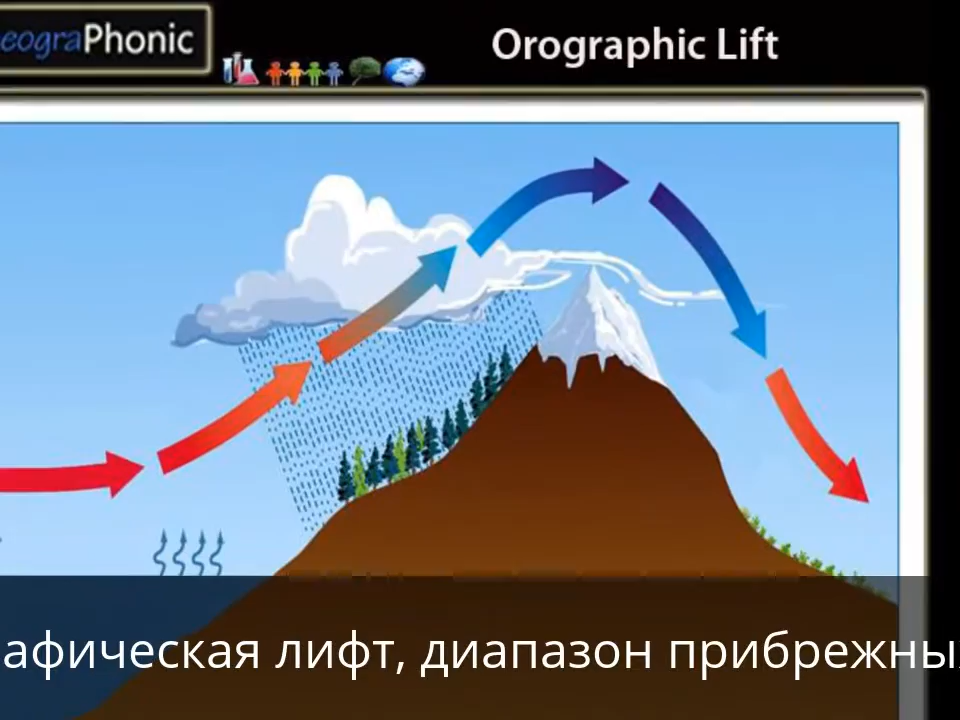 eograPhonic
Orographic Lift
афическая лифт, диапазон прибрежны